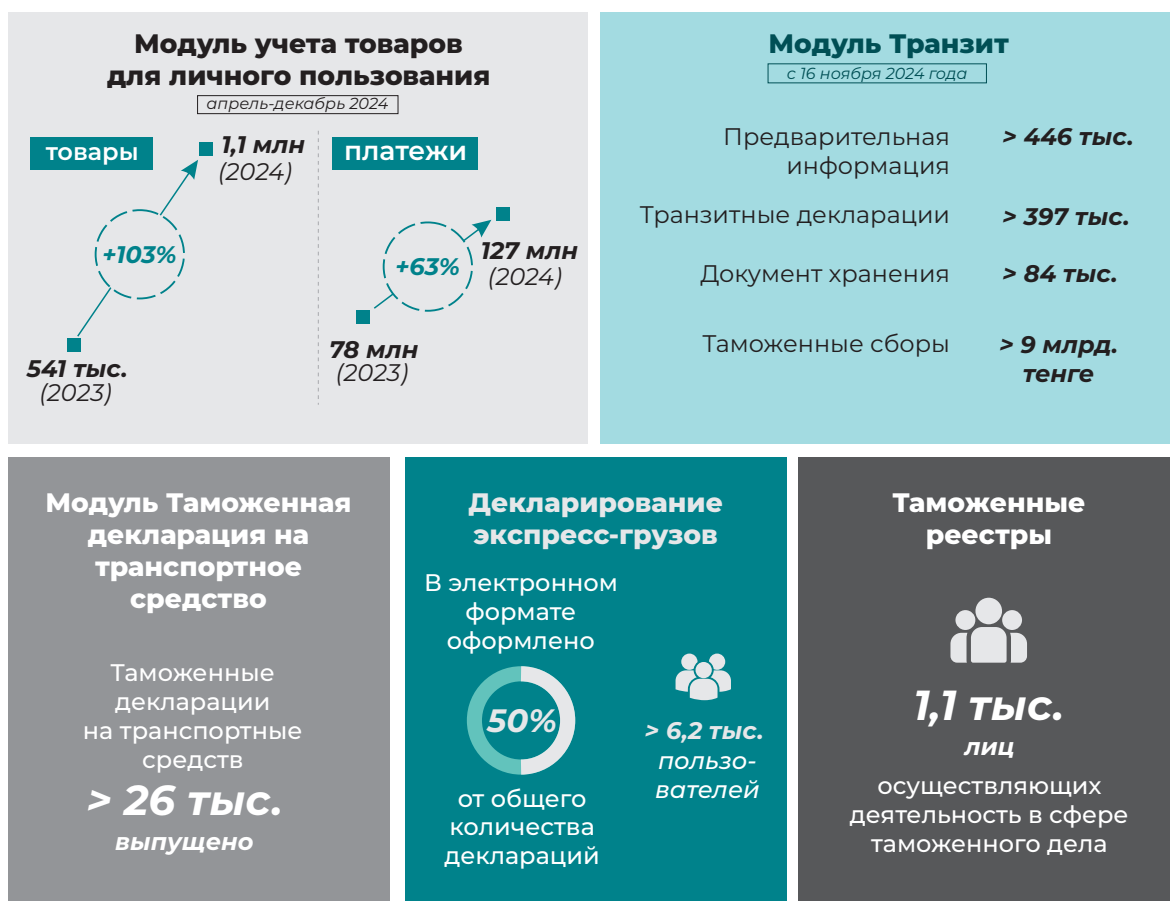 Модуль учета товаров
для личного пользования
апрель-декабрь 2024
товары
1,1 млн
(2024)
+103%
541 тыс.
(2023)
платежи
127 млн
(2024)
+63%
78 млн
(2023)
Модуль Транзит
с 16 ноября 2024 года
Предварительная
информация
> 446 тыс.
Транзитные декларации
> 397 тыс.
Документ хранения
> 84 тыс.
Таможенные сборы
> 9 млрд.
тенге
Модуль Таможенная
декларация на
транспортное
средство
Таможенные
декларации
на транспортные
средств
> 26 тыс.
выпущено
Декларирование
экспресс-грузов
В электронном
формате
оформлено
50%
от общего
количества
деклараций
> 6,2 тыс.
пользо-
вателей
Таможенные
реестры
1,1 тыс.
лиц
осуществляющих
деятельность в сфере
таможенного дела